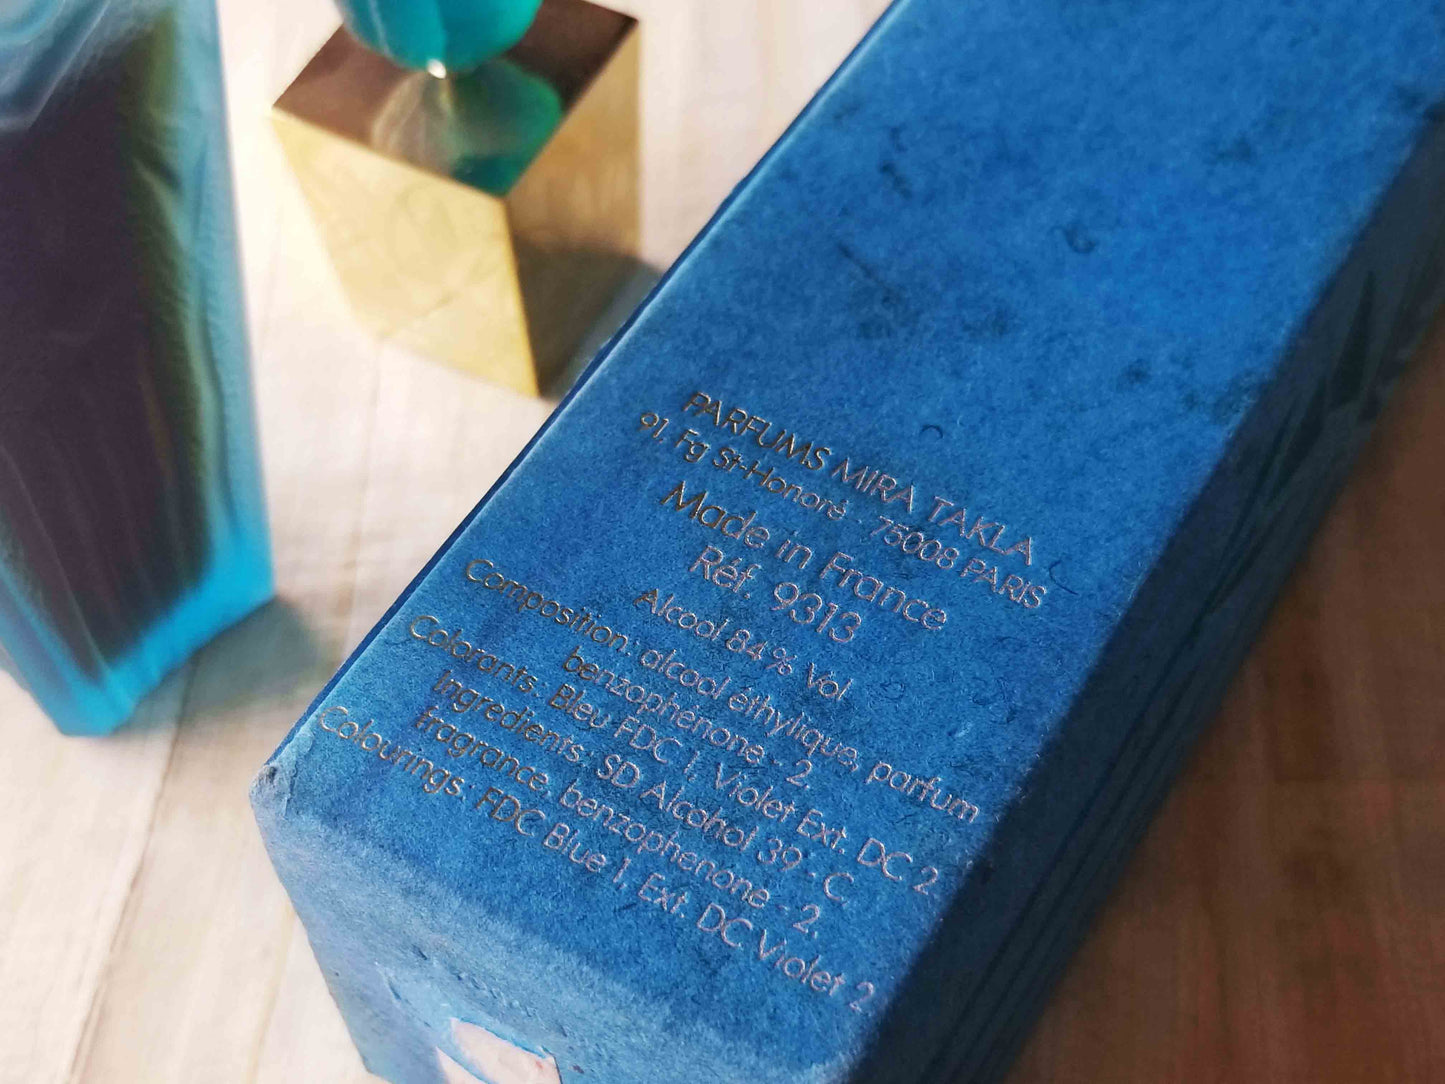 PARFUMS MIRA TAKLA
91, Fg St-Honoré - 75008 PARIS
Made in France
Réf. 9313
Alcool 84% Vol
Composition: alcool éthylique, parfum
benzophenone - 2.
Colorants. Bleu FDC 1. Violet Ext. DC 2
Ingredients, SD Alcohol 39 - C
fragrance, benzophenone - 2.
Colourings: FDC Blue 1, Ext. DC Violet 2